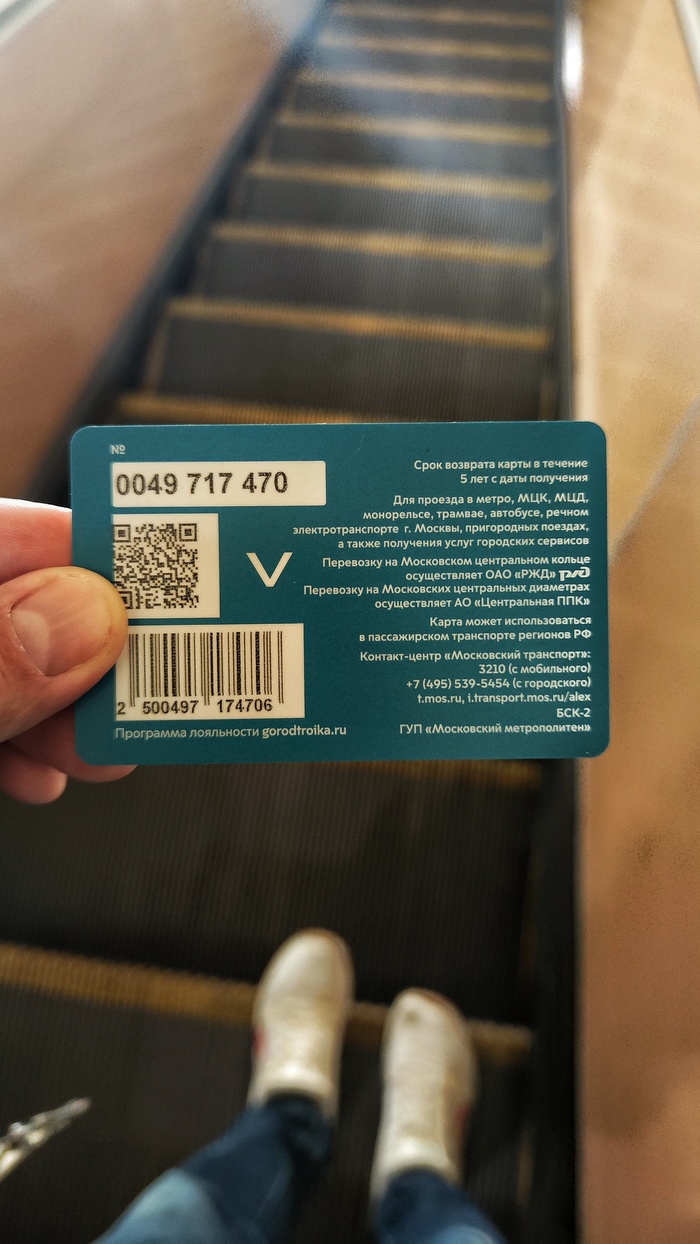 №
0049 717 470
2 500497 174706
Программа лояльности gorodtroika.ru
Срок возврата карты в течение
5 лет с даты получения
Для проезда в метро, МЦК, МЦД,
монорельсе, трамвае, автобусе, речном
электротранспорте г. Москвы, пригородных поездах,
а также получения услуг городских сервисов
Перевозку на Московском центральном кольце
осуществляет ОАО «РЖД» РЖД
Перевозку на Московских центральных диаметрах
осуществляет АО «Центральная ППК»
Карта может использоваться
в пассажирском транспорте регионов РФ
Контакт-центр «Московский транспорт»:
3210 (с мобильного)
+7 (495) 539-5454 (с городского)
t.mos.ru, i.transport.mos.ru/alex
БСК-2
ГУП «Московский метрополитен»